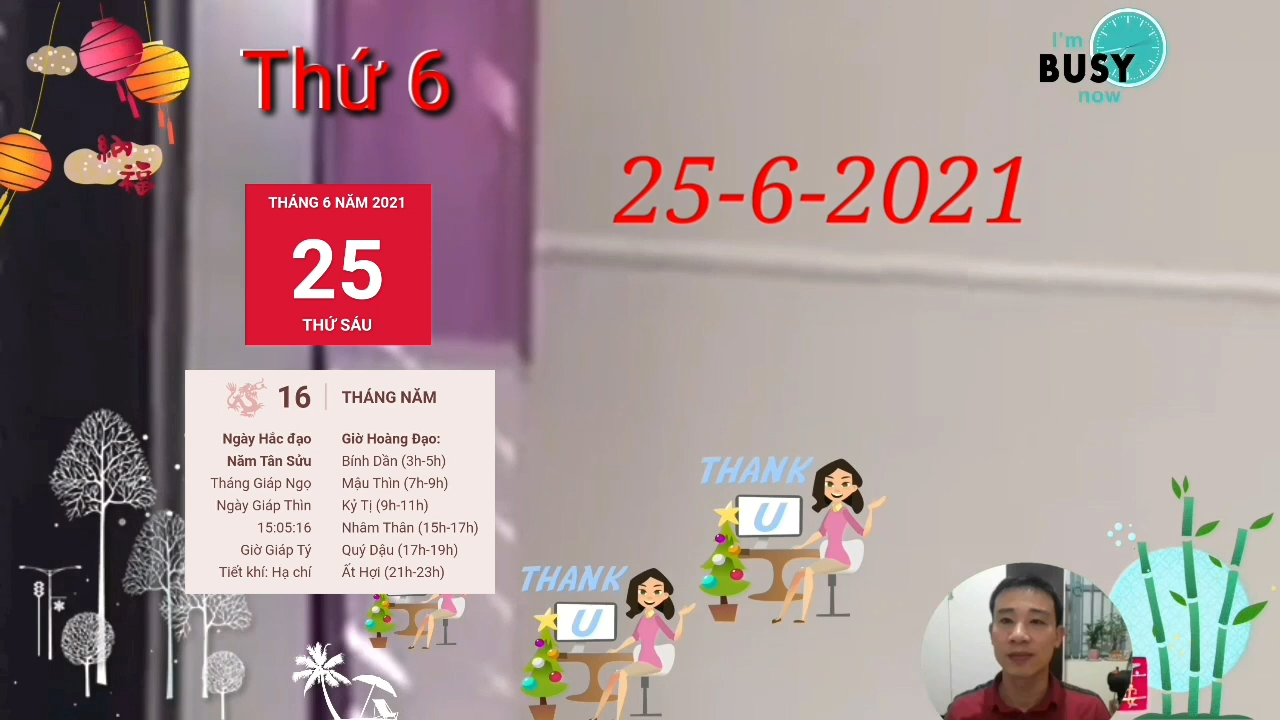 Thứ 6
I'm
BUSY
now
25-6-2021
納
福
THÁNG 6 NĂM 2021
25
THỨ SÁU
16
THÁNG NĂM
Ngày Hắc đạo
Năm Tân Sửu
Tháng Giáp Ngọ
Ngày Giáp Thìn
15:05:16
Giờ Giáp Tý
Tiết khí: Hạ chí
Giờ Hoàng Đạo:
Bính Dần (3h-5h)
Mậu Thìn (7h-9h)
Kỷ Tị (9h-11h)
Nhâm Thân (15h-17h)
Quý Dậu (17h-19h)
Ất Hợi (21h-23h)
THANK
U
THANK
U